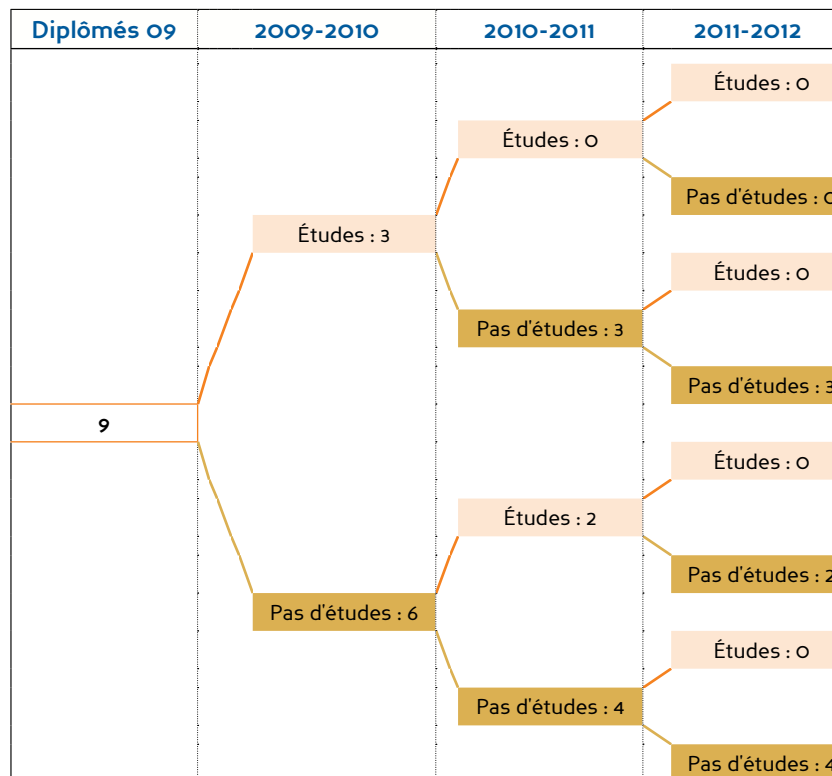 Diplômés 09 2009-2010 2010-2011 2011-2012
Études : 0
Études : 0
Pas d'études : 0
Études : 3
Études : 0
Pas d'études : 3
Pas d'études : 3
9
Études : 0
Études : 2
Pas d'études : 2
Pas d'études : 6
Études : 0
Pas d'études : 4
Pas d'études : 4